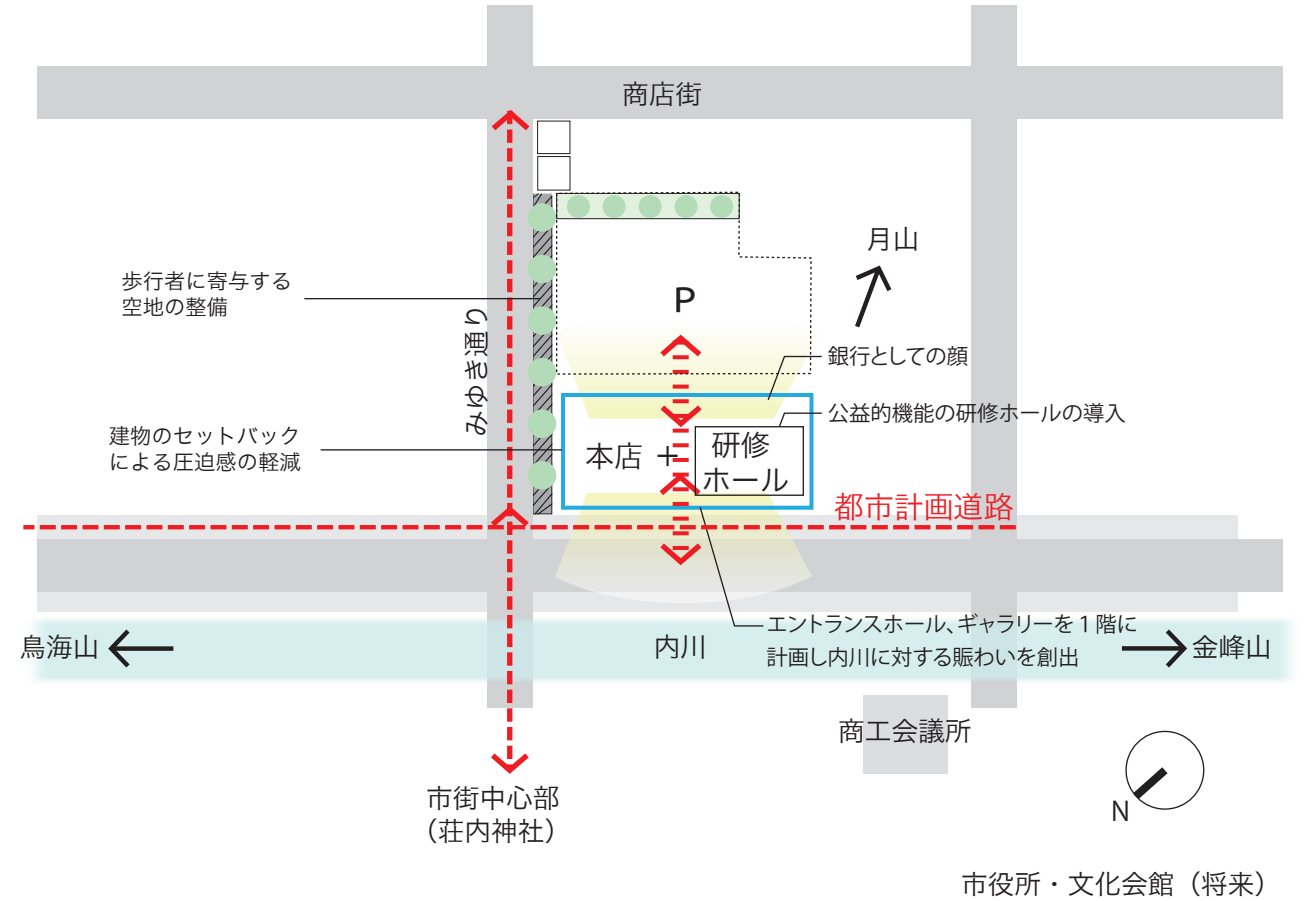 商店街
月山
歩行者に寄与する
空地の整備
P
みゆき通り
銀行としての顔
公益的機能の研修ホールの導入
建物のセットバック
による圧迫感の軽減
本店 +
研修
ホール
都市計画道路
エントランスホール、ギャラリーを1階に
計画し内川に対する賑わいを創出
鳥海山
内川
金峰山
商工会議所
市街中心部
（荘内神社）
N
市役所・文化会館（将来）